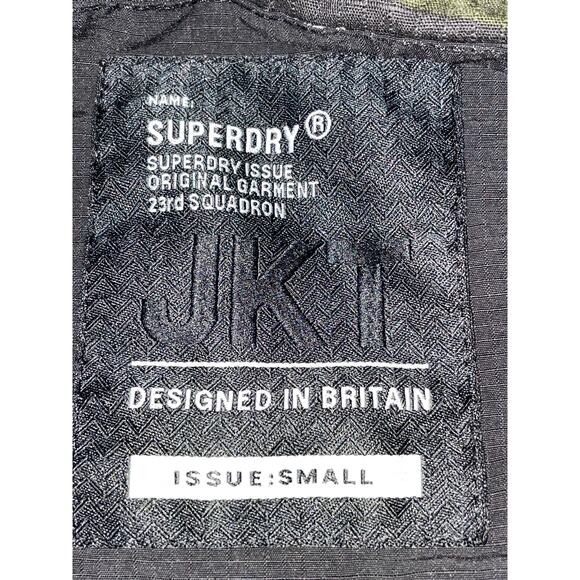 NAME:
SUPERDRY®
SUPERDRY ISSUE
ORIGINAL GARMENT
23rd SQUADRON
JKT
DESIGNED IN BRITAIN
ISSUE:SMALL